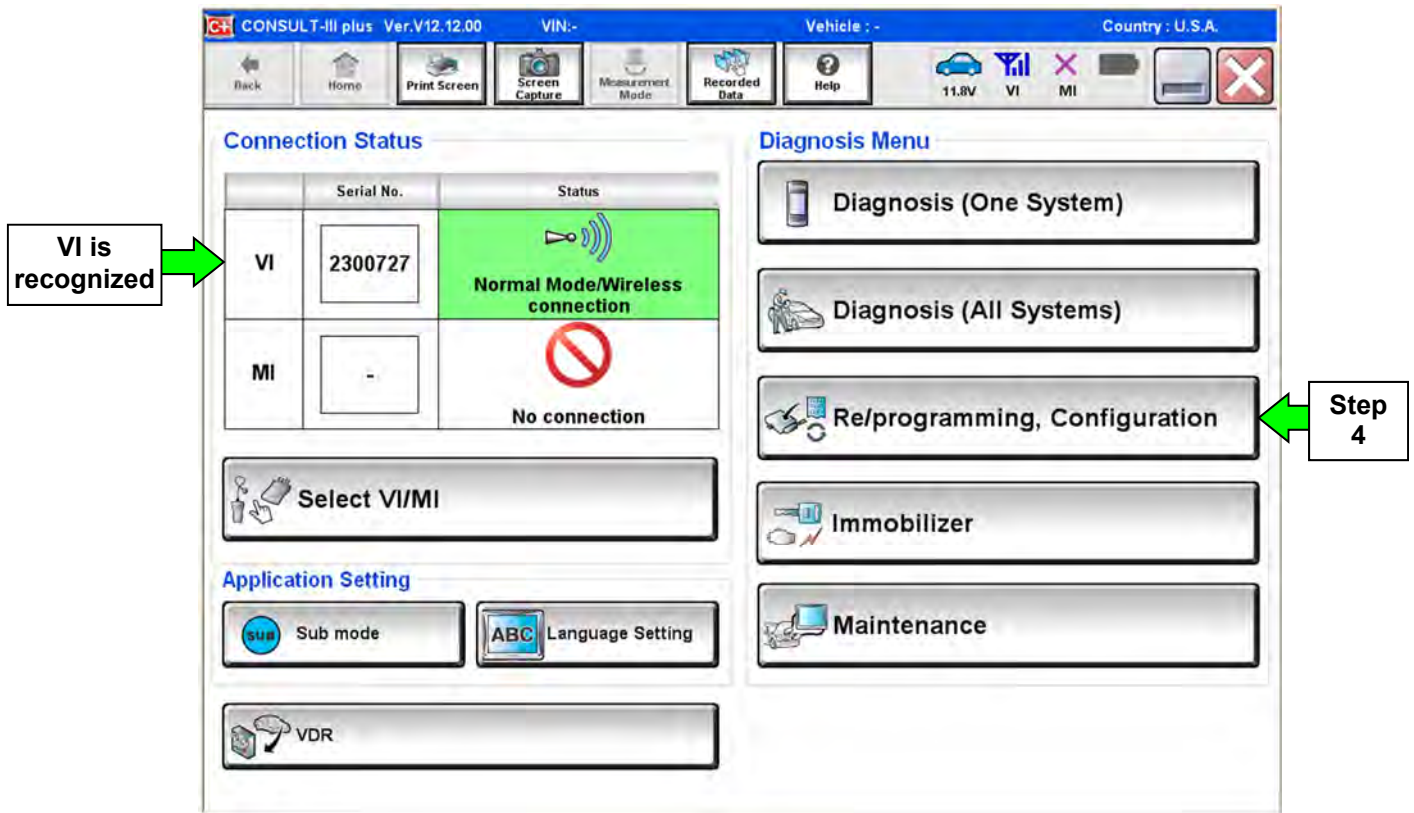 C+ CONSULT-III plus Ver.V12.12.00 VIN:- Vehicle : - Country : U.S.A.
Back
Home
Print Screen
Screen
Capture
Measurement
Mode
Recorded
Data
Help
11.8V
VI
MI
Connection Status
Serial No.
Status
VI is
recognized
VI
2300727
Normal Mode/Wireless
connection
MI
-
No connection
Select VI/MI
Application Setting
SUB
Sub mode
ABC
Language Setting
VDR
Diagnosis Menu
Diagnosis (One System)
Diagnosis (All Systems)
Re/programming, Configuration
Step
4
Immobilizer
Maintenance